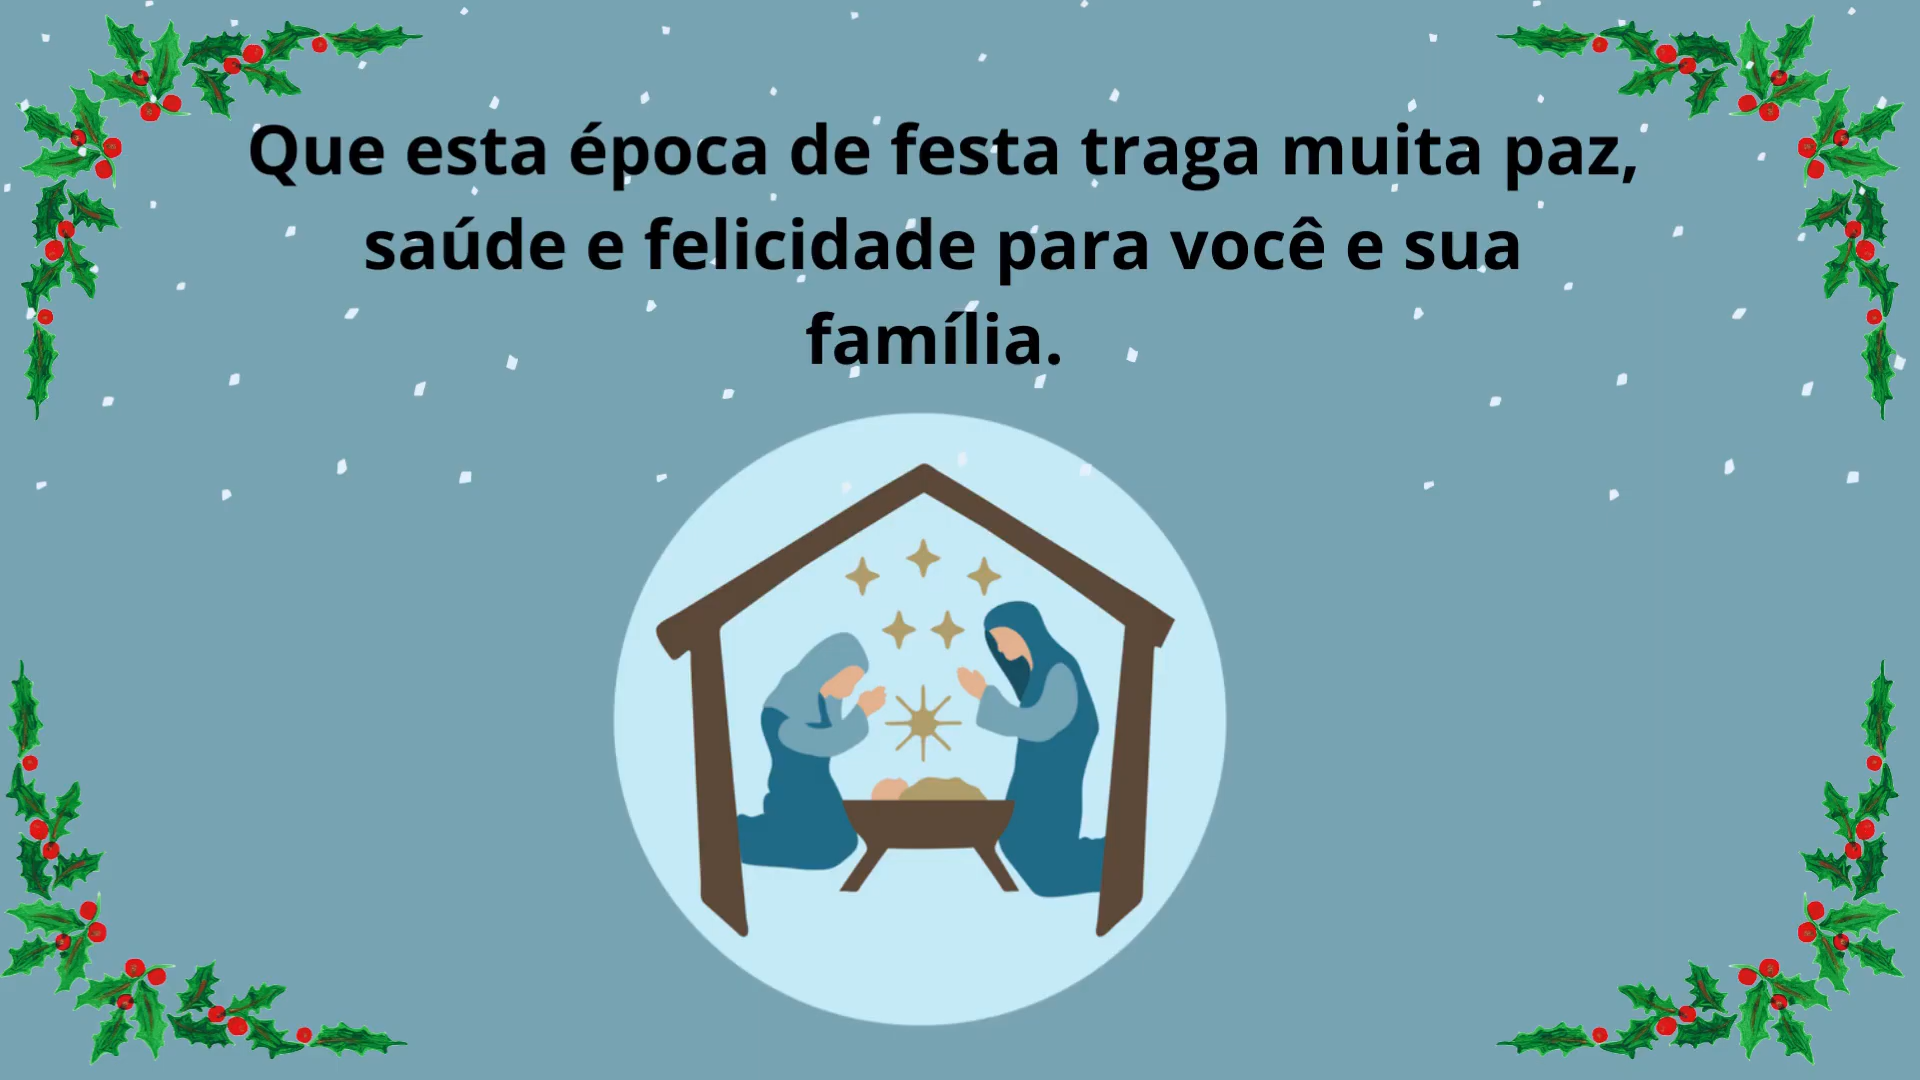 Que esta época de festa traga muita paz,
saúde e felicidade para você e sua
família.